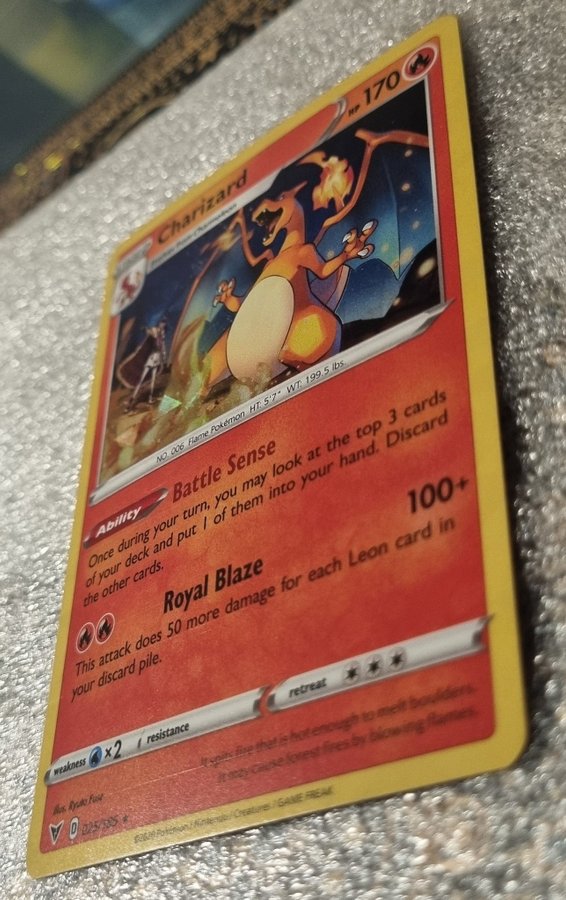 Charizard
HP 170
Evolves from Charmeleon
NO. 006 Flame Pokémon HT: 5'7" WT: 199.5 lbs.
Ability Battle Sense
Once during your turn, you may look at the top 3 cards
of your deck and put 1 of them into your hand. Discard
the other cards.
Royal Blaze 100+
This attack does 50 more damage for each Leon card in
your discard pile.
weakness ×2 resistance retreat
It spits fire that is hot enough to melt boulders.
It may cause forest fires by blowing flames.
Illus. Ryuta Fuse
D 025/185 ★
©2020 Pokémon / Nintendo / Creatures / GAME FREAK